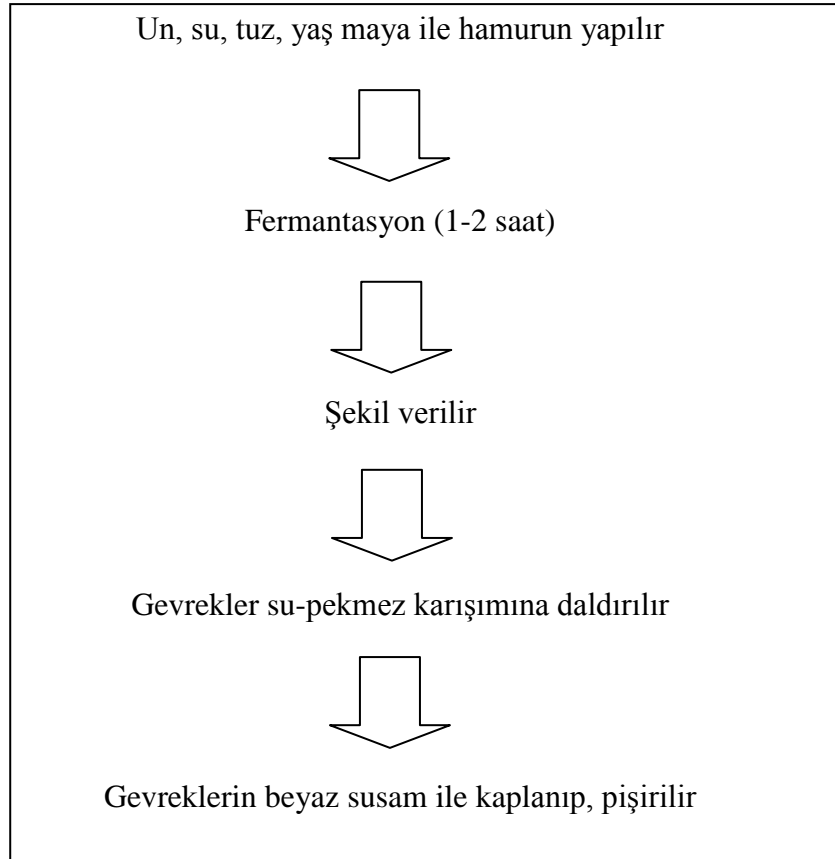 Un, su, tuz, yaş maya ile hamurun yapılır
Fermantasyon (1-2 saat)
Şekil verilir
Gevrekler su-pekmez karışımına daldırılır
Gevreklerin beyaz susam ile kaplanıp, pişirilir